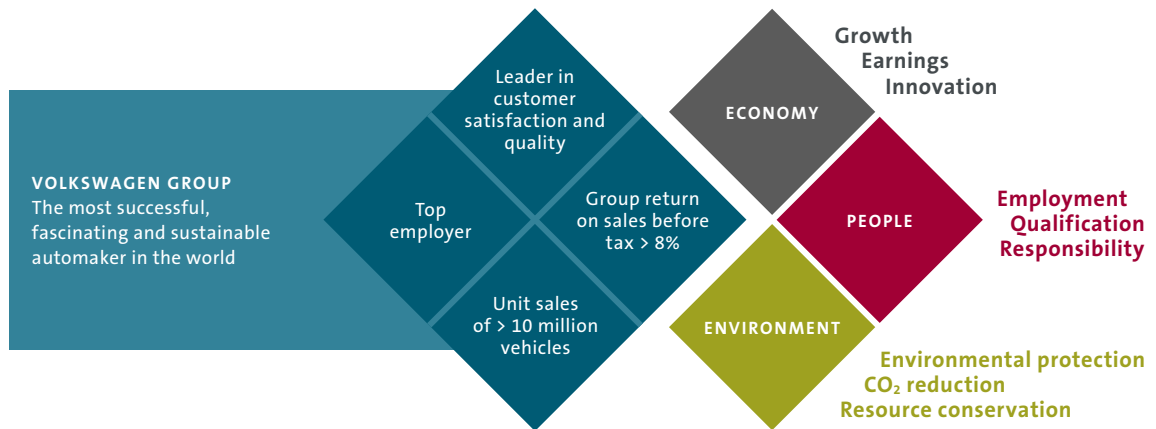 VOLKSWAGEN GROUP
The most successful,
fascinating and sustainable
automaker in the world
Leader in
customer
satisfaction and
quality
Top
employer
Group return
on sales before
tax > 8%
Unit sales
of > 10 million
vehicles
ECONOMY
Growth
Earnings
Innovation
PEOPLE
Employment
Qualification
Responsibility
ENVIRONMENT
Environmental protection
CO₂ reduction
Resource conservation